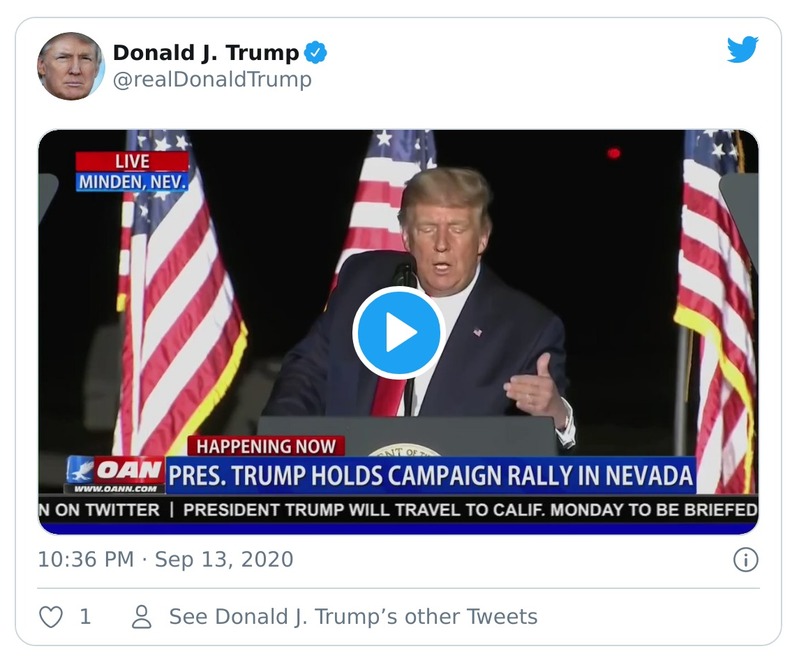 Donald J. Trump
@realDonaldTrump
LIVE
MINDEN, NEV.
HAPPENING NOW
OAN
WWW.OANN.COM
PRES. TRUMP HOLDS CAMPAIGN RALLY IN NEVADA
N ON TWITTER | PRESIDENT TRUMP WILL TRAVEL TO CALIF. MONDAY TO BE BRIEFED
10:36 PM · Sep 13, 2020
1
See Donald J. Trump’s other Tweets